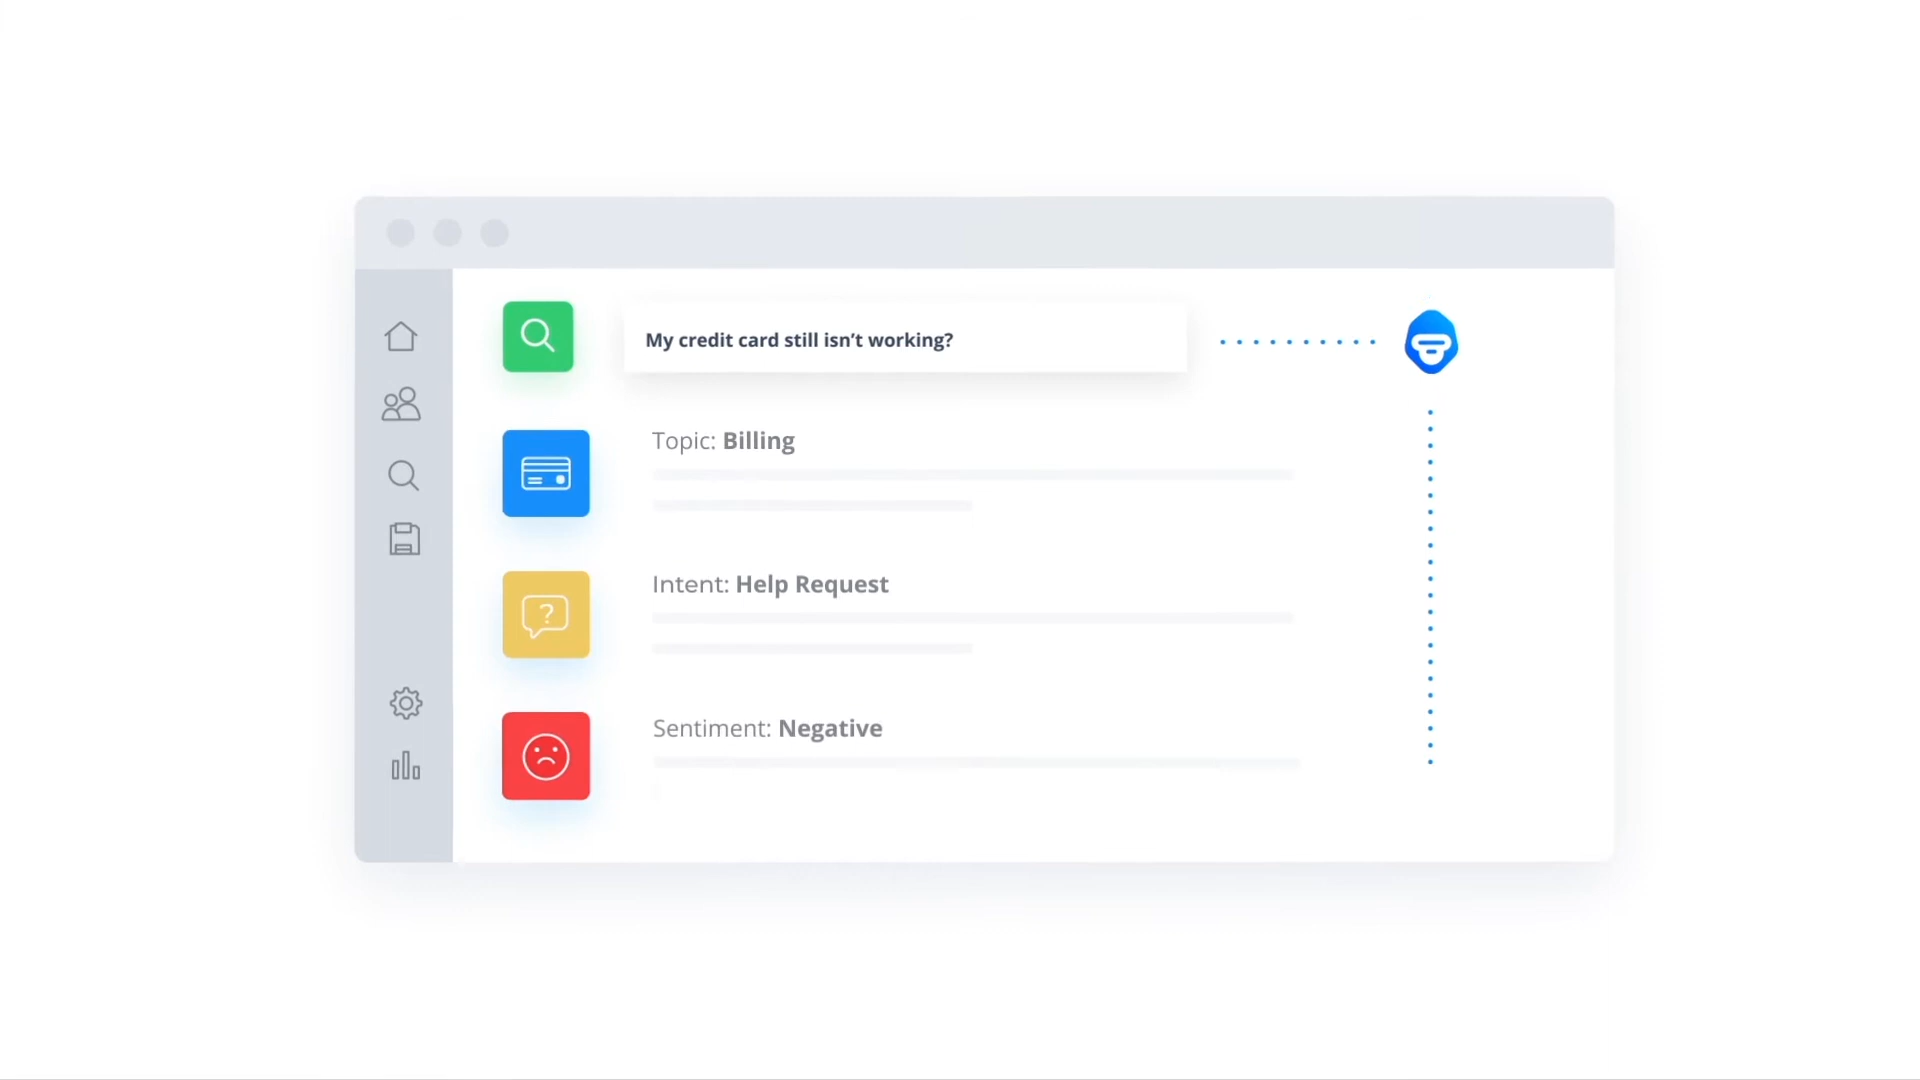 My credit card still isn’t working?
Topic: Billing
Intent: Help Request
Sentiment: Negative